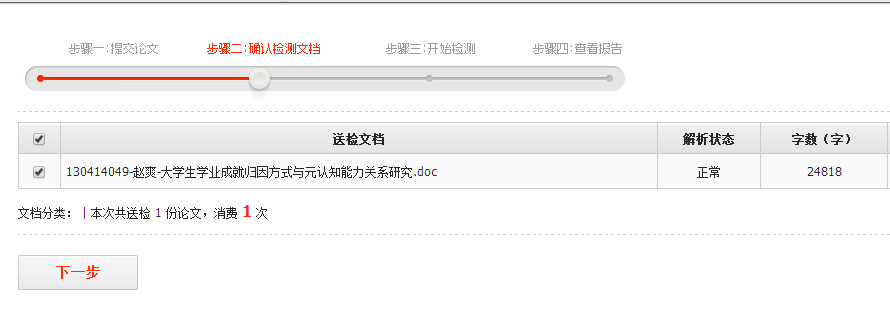 步骤一:提交论文 步骤二:确认检测文档 步骤三:开始检测 步骤四:查看报告
送检文档 解析状态 字数（字）
130414049-赵爽-大学生学业成就归因方式与元认知能力关系研究.doc 正常 24818
文档分类： | 本次共送检 1 份论文，消费 1 次
下一步